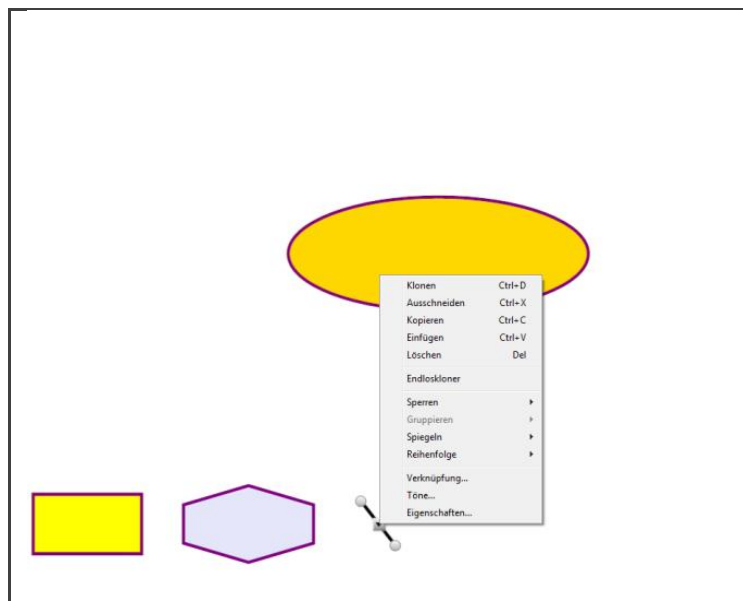 Klonen Ctrl+D
Ausschneiden Ctrl+X
Kopieren Ctrl+C
Einfügen Ctrl+V
Löschen Del
Endloskloner
Sperren
Gruppieren
Spiegeln
Reihenfolge
Verknüpfung...
Töne...
Eigenschaften...